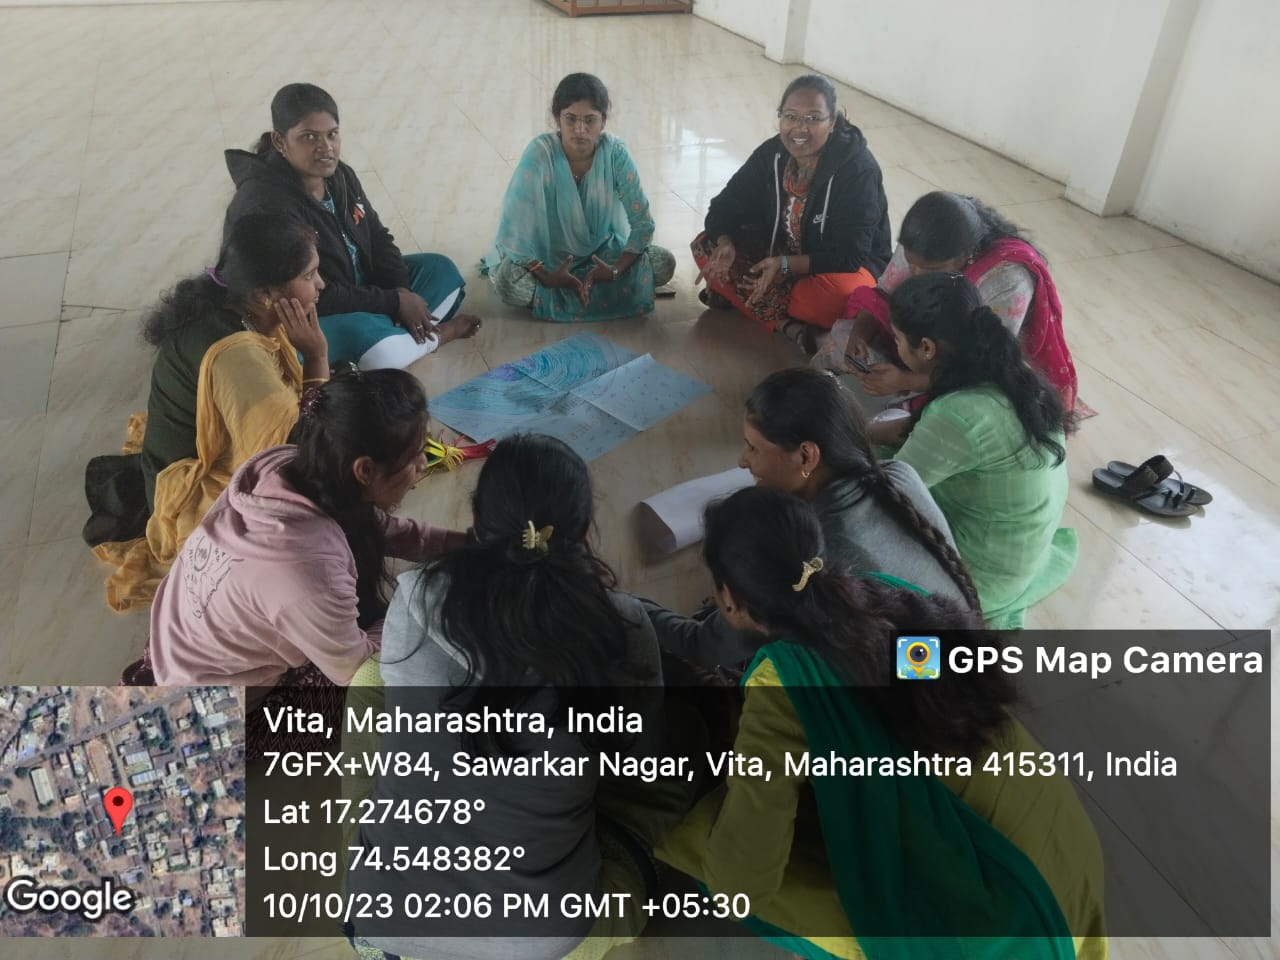 GPS Map Camera
Vita, Maharashtra, India
7GFX+W84, Sawarkar Nagar, Vita, Maharashtra 415311, India
Lat 17.274678°
Long 74.548382°
10/10/23 02:06 PM GMT +05:30
Google